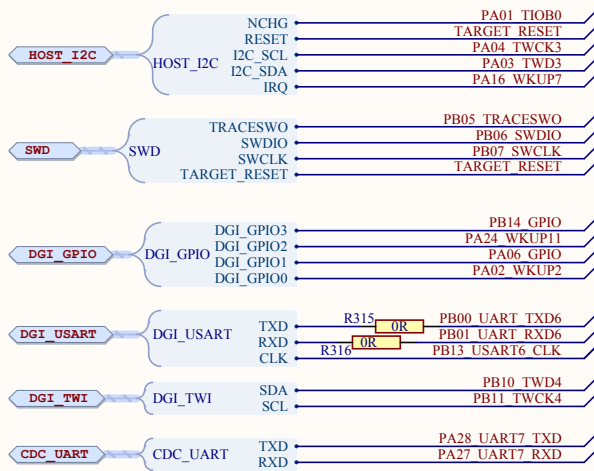 NCHG PA01_TIOB0
RESET TARGET_RESET
HOST_I2C HOST_I2C I2C_SCL PA04_TWCK3
I2C_SDA PA03_TWD3
IRQ PA16_WKUP7
TRACESWO PB05_TRACESWO
SWDIO PB06_SWDIO
SWD SWD SWCLK PB07_SWCLK
TARGET_RESET TARGET_RESET
DGI_GPIO3 PB14_GPIO
DGI_GPIO2 PA24_WKUP11
DGI_GPIO DGI_GPIO DGI_GPIO1 PA06_GPIO
DGI_GPIO0 PA02_WKUP2
R315
TXD 0R PB00_UART_TXD6
DGI_USART DGI_USART RXD 0R PB01_UART_RXD6
R316
CLK PB13_USART6_CLK
SDA PB10_TWD4
DGI_TWI DGI_TWI SCL PB11_TWCK4
TXD PA28_UART7_TXD
CDC_UART CDC_UART RXD PA27_UART7_RXD